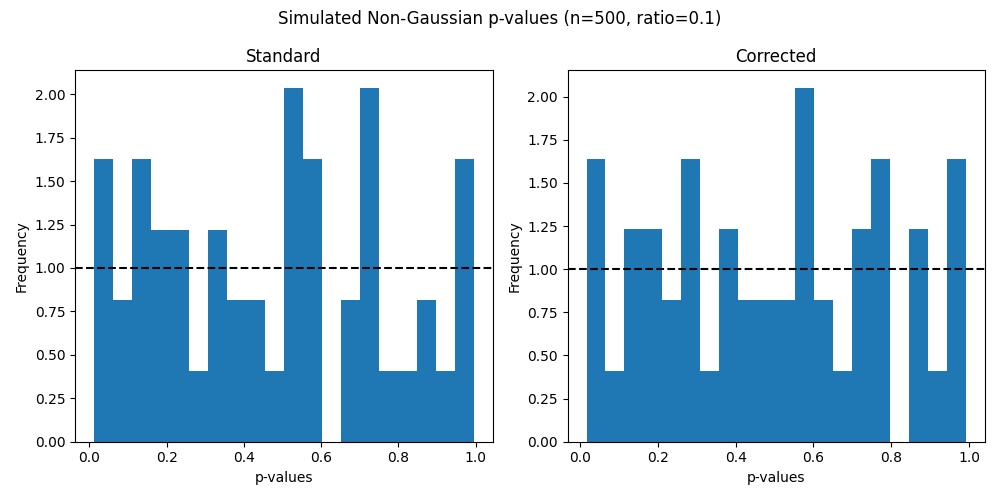 Simulated Non-Gaussian p-values (n=500, ratio=0.1)
Standard
Frequency
2.00
1.75
1.50
1.25
1.00
0.75
0.50
0.25
0.00
0.0 0.2 0.4 0.6 0.8 1.0
p-values
Corrected
Frequency
2.00
1.75
1.50
1.25
1.00
0.75
0.50
0.25
0.00
0.0 0.2 0.4 0.6 0.8 1.0
p-values